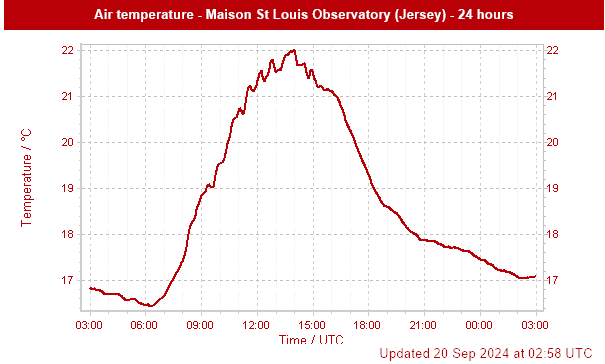 Air temperature - Maison St Louis Observatory (Jersey) - 24 hours
22 22
21 21
20 20
19 19
18 18
17 17
Temperature / °C
03:00 06:00 09:00 12:00 15:00 18:00 21:00 00:00 03:00
Time / UTC
Updated 20 Sep 2024 at 02:58 UTC